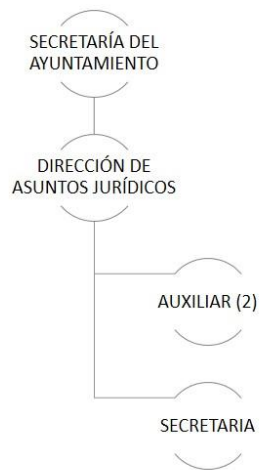 SECRETARÍA DEL
AYUNTAMIENTO
DIRECCIÓN DE
ASUNTOS JURÍDICOS
AUXILIAR (2)
SECRETARIA